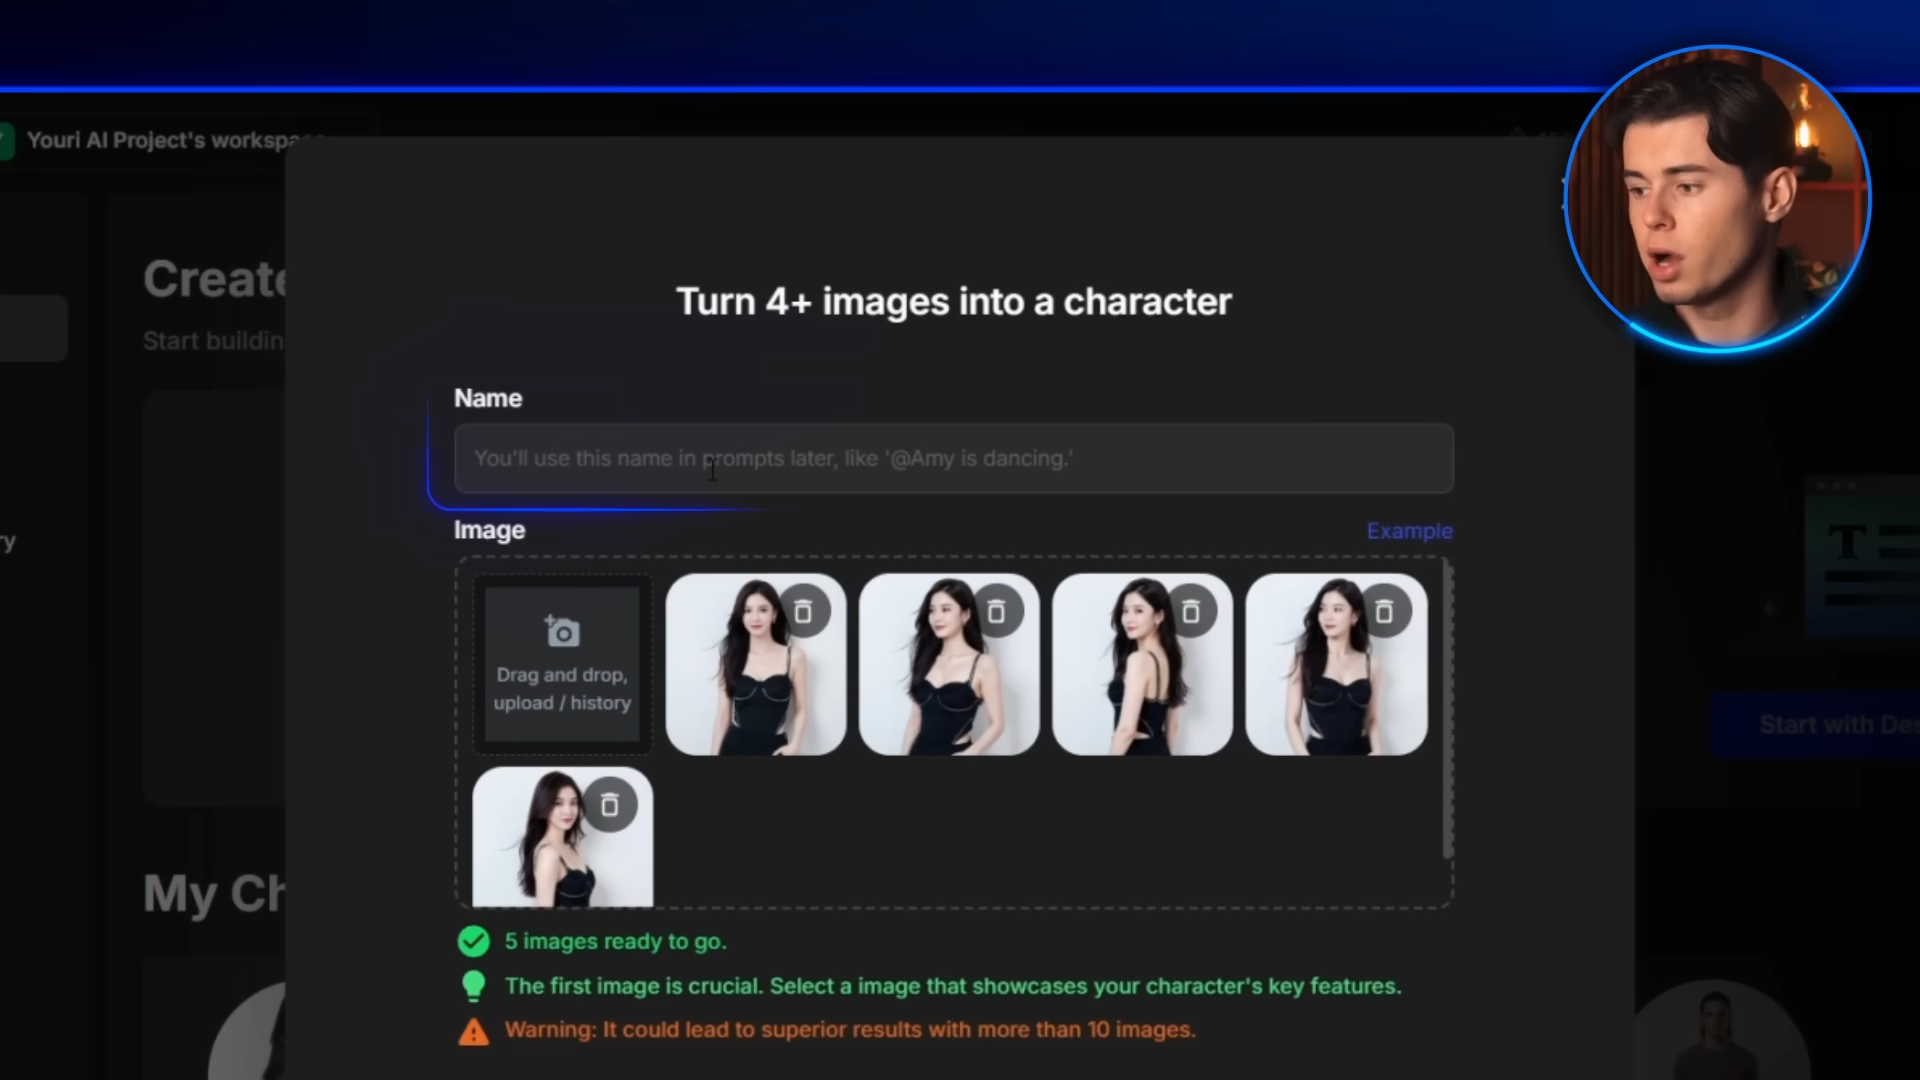 Youri AI Project's workspace
Create
Start buildin
Turn 4+ images into a character
Name
You'll use this name in prompts later, like '@Amy is dancing.'
Image
Example
ry
Drag and drop,
upload / history
T
Start with Des
My Ch
5 images ready to go.
The first image is crucial. Select a image that showcases your character's key features.
Warning: It could lead to superior results with more than 10 images.